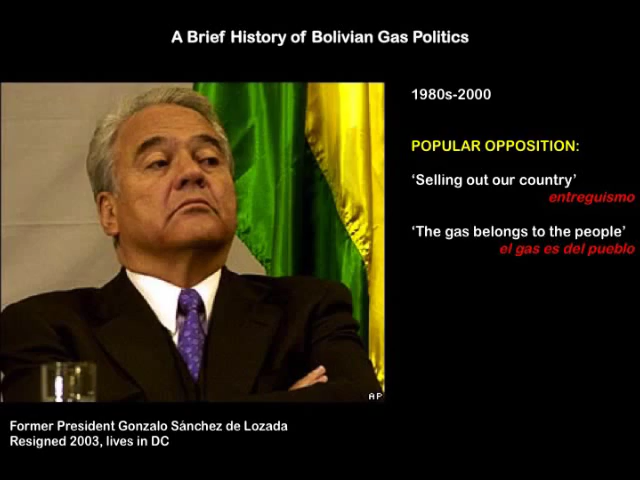 A Brief History of Bolivian Gas Politics
1980s-2000
POPULAR OPPOSITION:
‘Selling out our country’
entreguismo
‘The gas belongs to the people’
el gas es del pueblo
AP
Former President Gonzalo Sánchez de Lozada
Resigned 2003, lives in DC